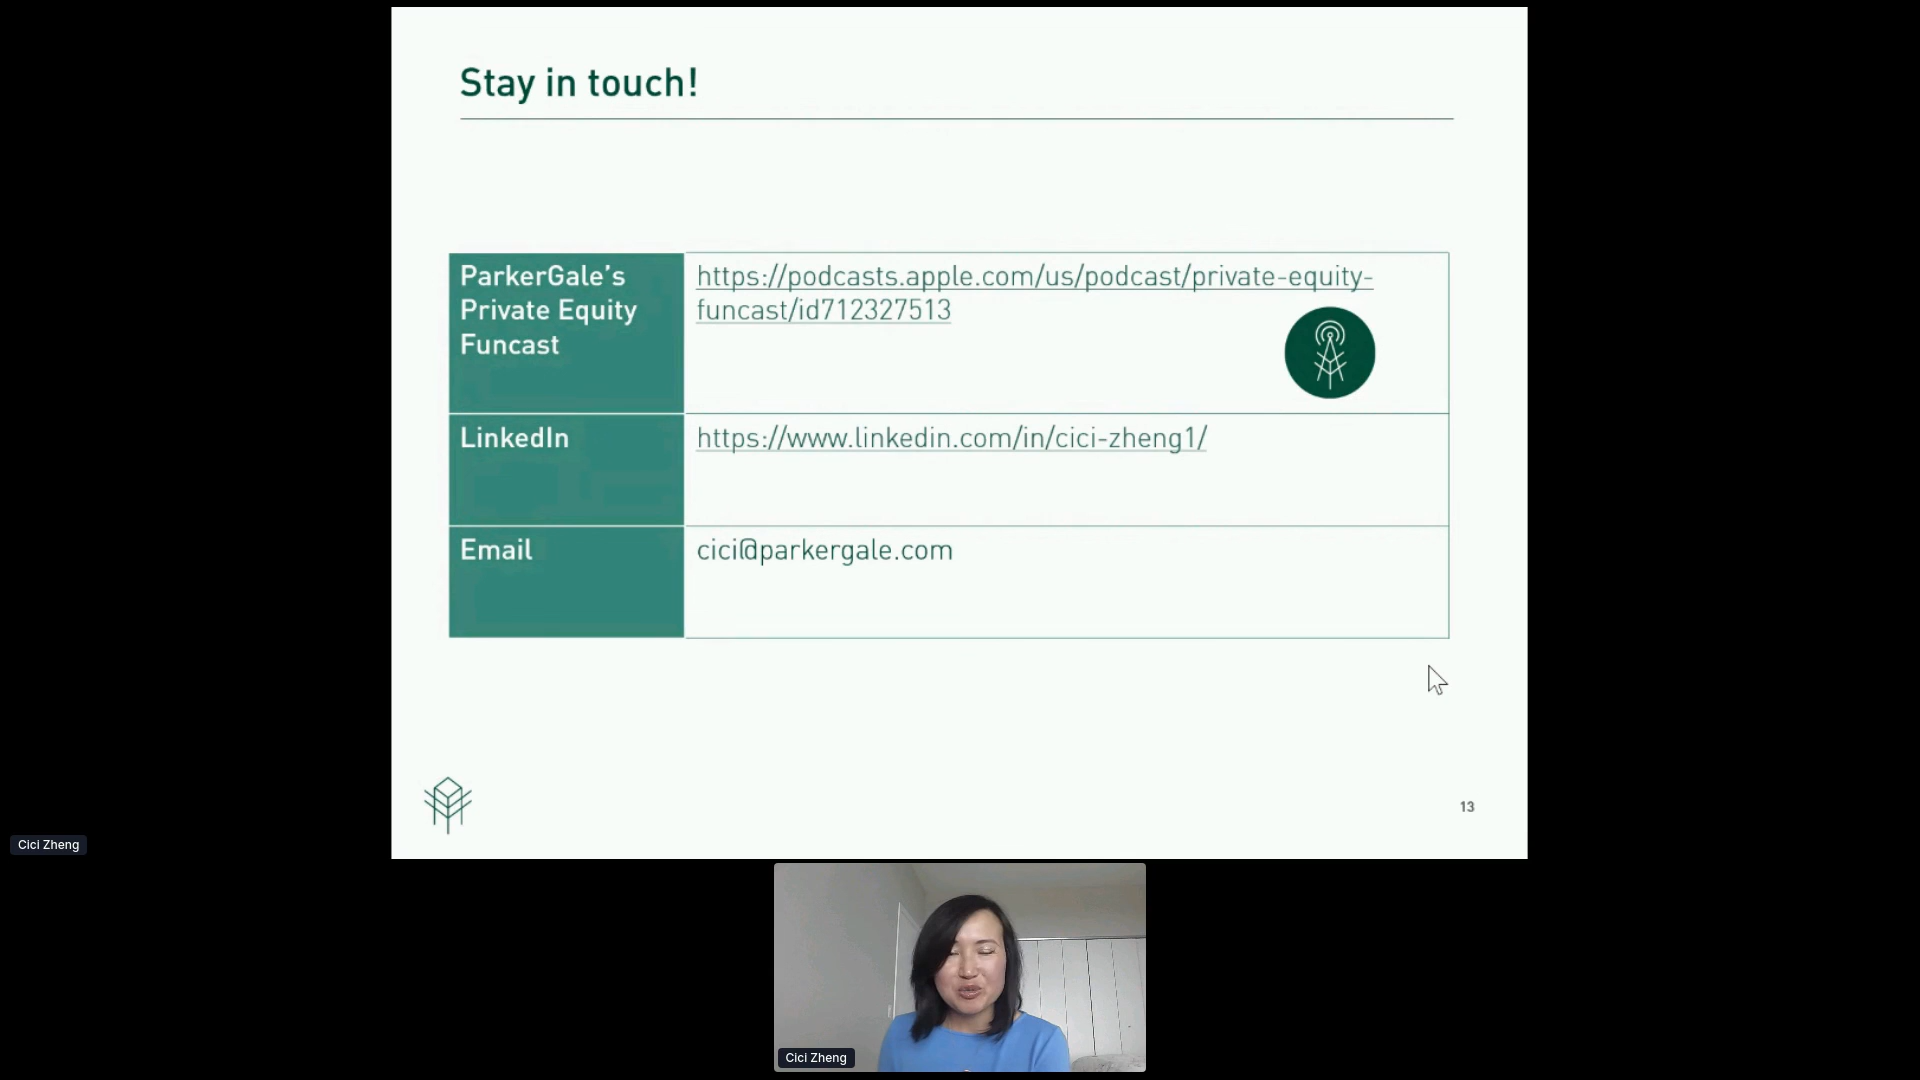 Stay in touch!
ParkerGale’s
Private Equity
Funcast
https://podcasts.apple.com/us/podcast/private-equity-
funcast/id712327513
LinkedIn
https://www.linkedin.com/in/cici-zheng1/
Email
cici@parkergale.com
13
Cici Zheng
Cici Zheng